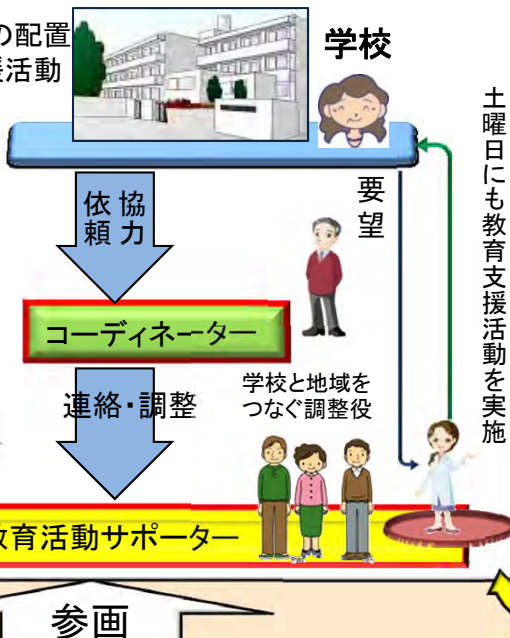 の配置
援活動
学校
土曜日にも教育支援活動を実施
要望
協力
依頼
コーディネーター
連絡・調整
学校と地域を
つなぐ調整役
教育活動サポーター
参画